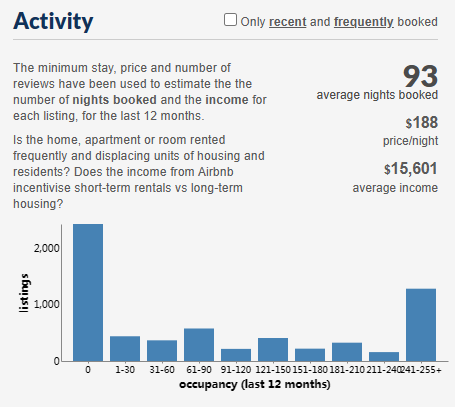 Activity
Only recent and frequently booked
The minimum stay, price and number of
reviews have been used to estimate the the
number of nights booked and the income for
each listing, for the last 12 months.
Is the home, apartment or room rented
frequently and displacing units of housing and
residents? Does the income from Airbnb
incentivise short-term rentals vs long-term
housing?
93
average nights booked
$188
price/night
$15,601
average income
listings
2,000
1,000
0
0 1-30 31-60 61-90 91-120 121-150 151-180 181-210 211-240 241-255+
occupancy (last 12 months)